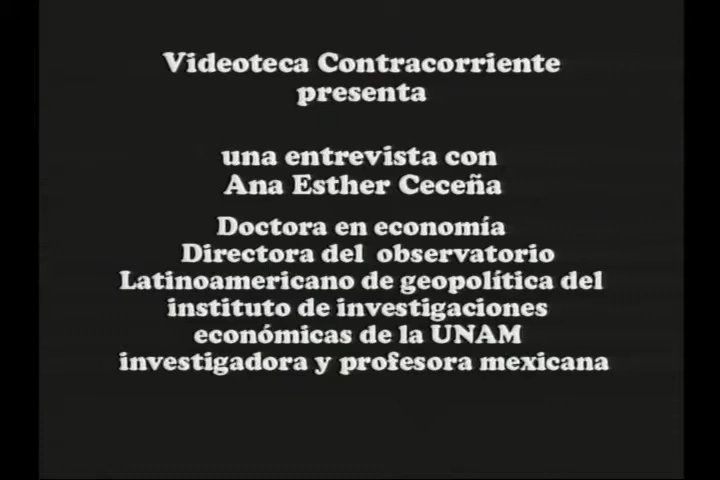 Videoteca Contracorriente
presenta
una entrevista con
Ana Esther Ceceña
Doctora en economía
Directora del observatorio
Latinoamericano de geopolítica del
instituto de investigaciones
económicas de la UNAM
investigadora y profesora mexicana